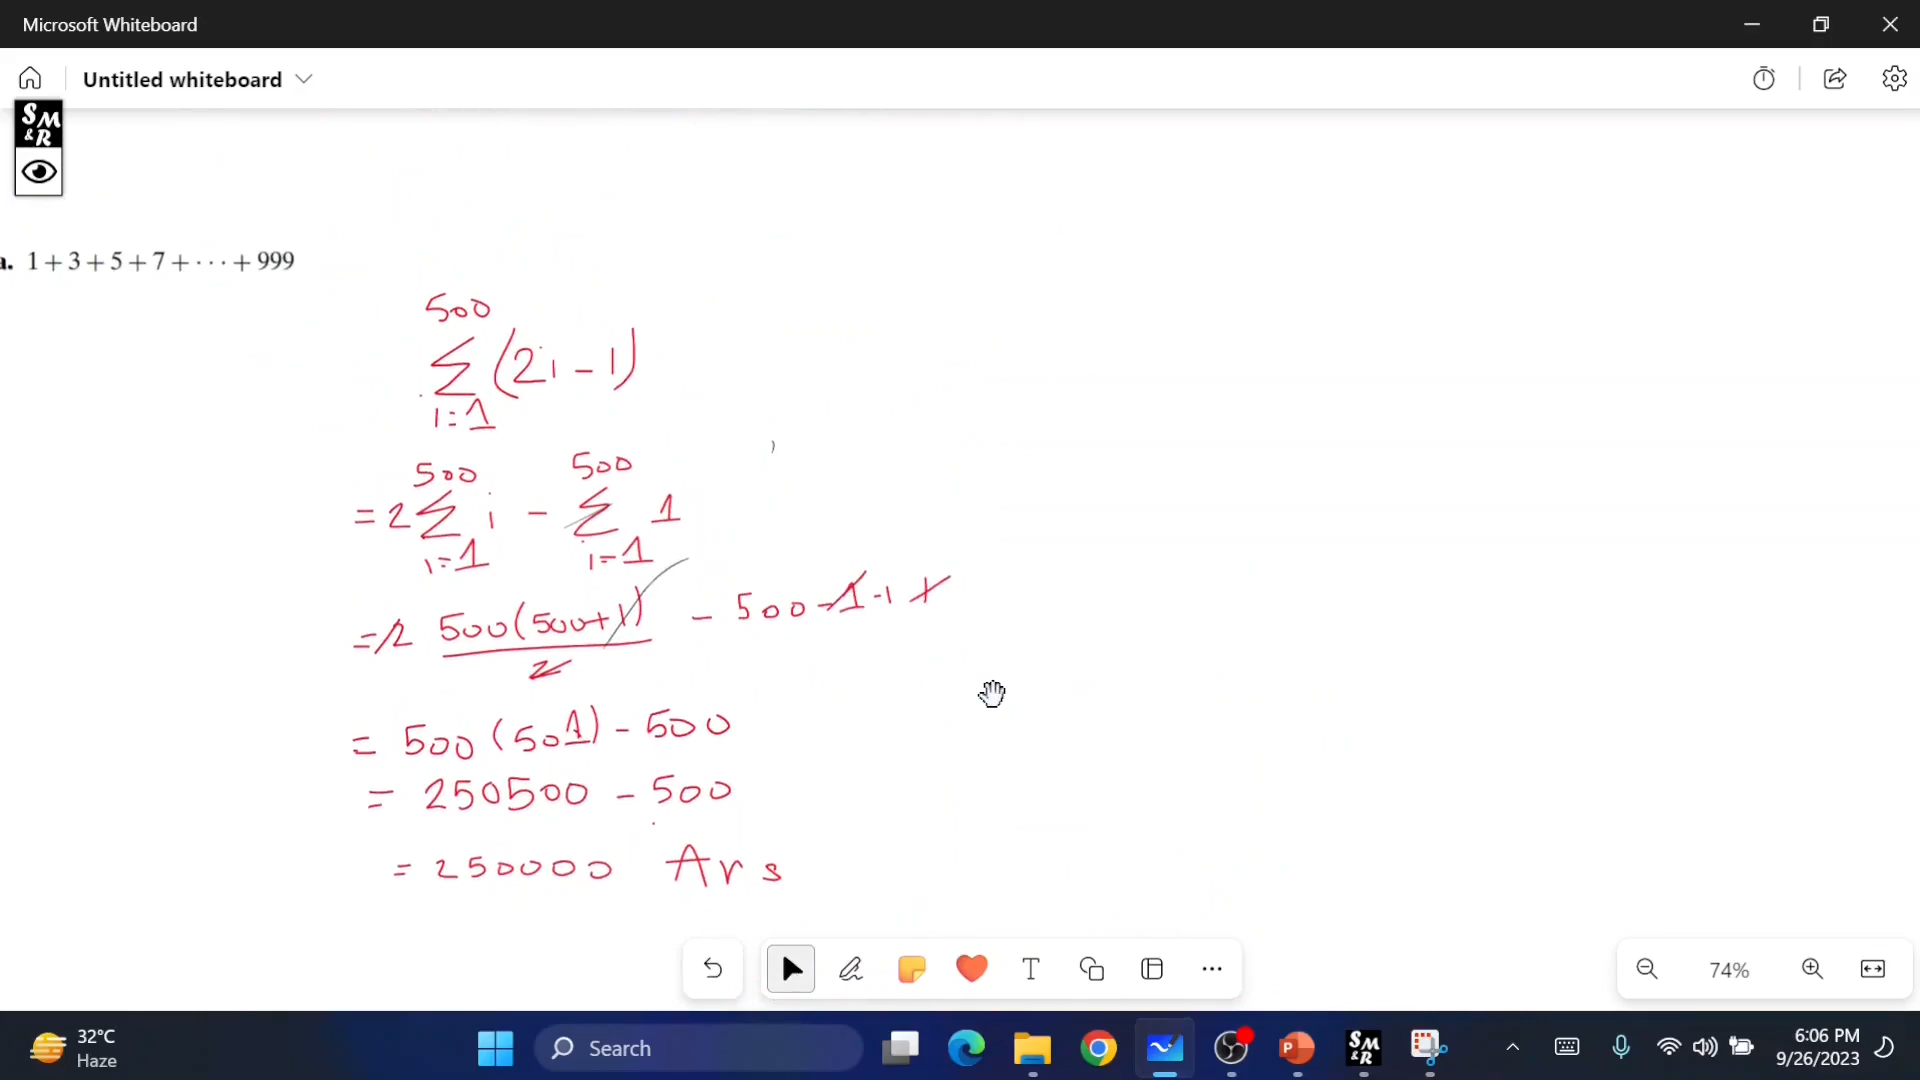 Microsoft Whiteboard
Untitled whiteboard
S M & R
a. 1 + 3 + 5 + 7 + · · · + 999
500
∑ (2i - 1)
i=1
500 500
= 2 ∑ i - ∑ 1
i=1 i=1
= 2 500(500+1) / 2 - 500 - 1 + 1
= 500 (501) - 500
= 250500 - 500
= 250000 Ars
74%
32°C
Haze
Search
S M & R
6:06 PM
9/26/2023